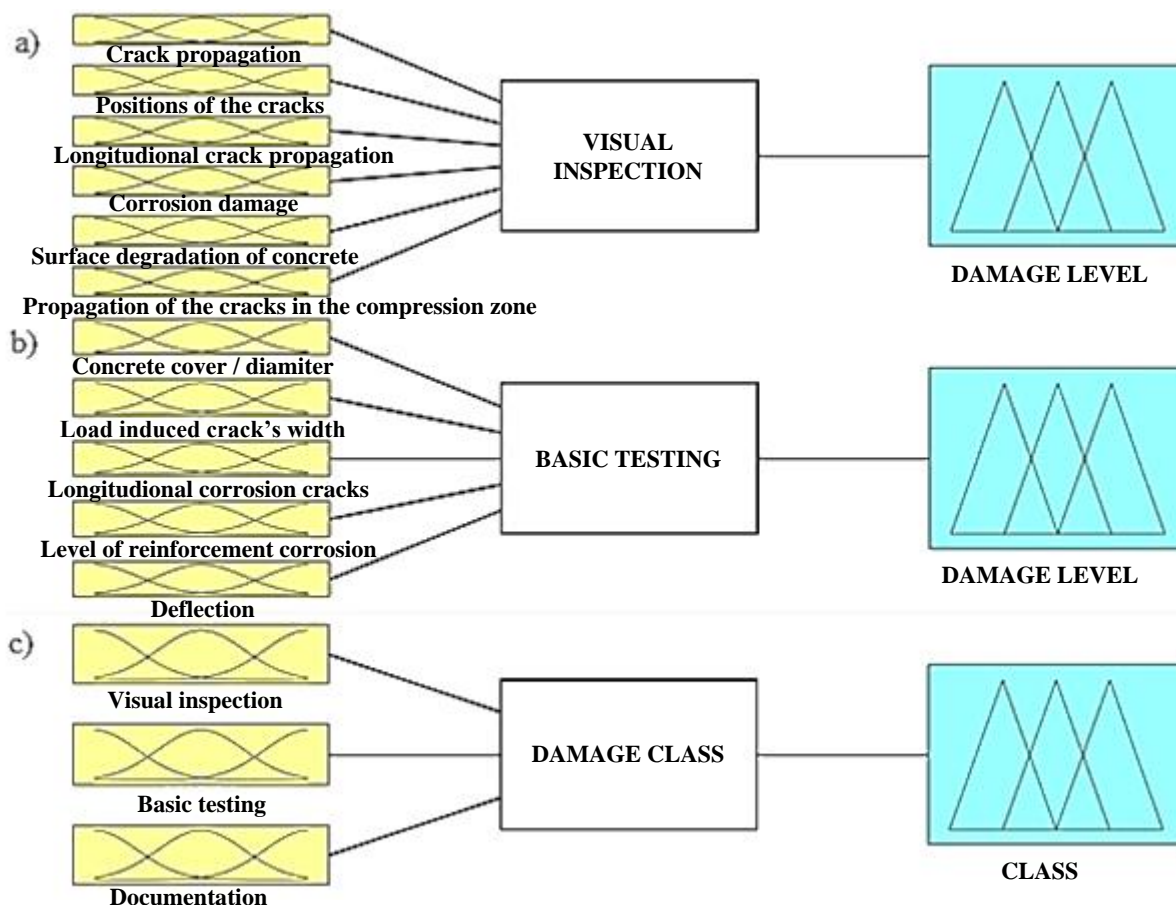 a)
Crack propagation
Positions of the cracks
Longitudional crack propagation
Corrosion damage
Surface degradation of concrete
Propagation of the cracks in the compression zone
VISUAL
INSPECTION
DAMAGE LEVEL
b)
Concrete cover / diamiter
Load induced crack’s width
Longitudional corrosion cracks
Level of reinforcement corrosion
Deflection
BASIC TESTING
DAMAGE LEVEL
c)
Visual inspection
Basic testing
Documentation
DAMAGE CLASS
CLASS